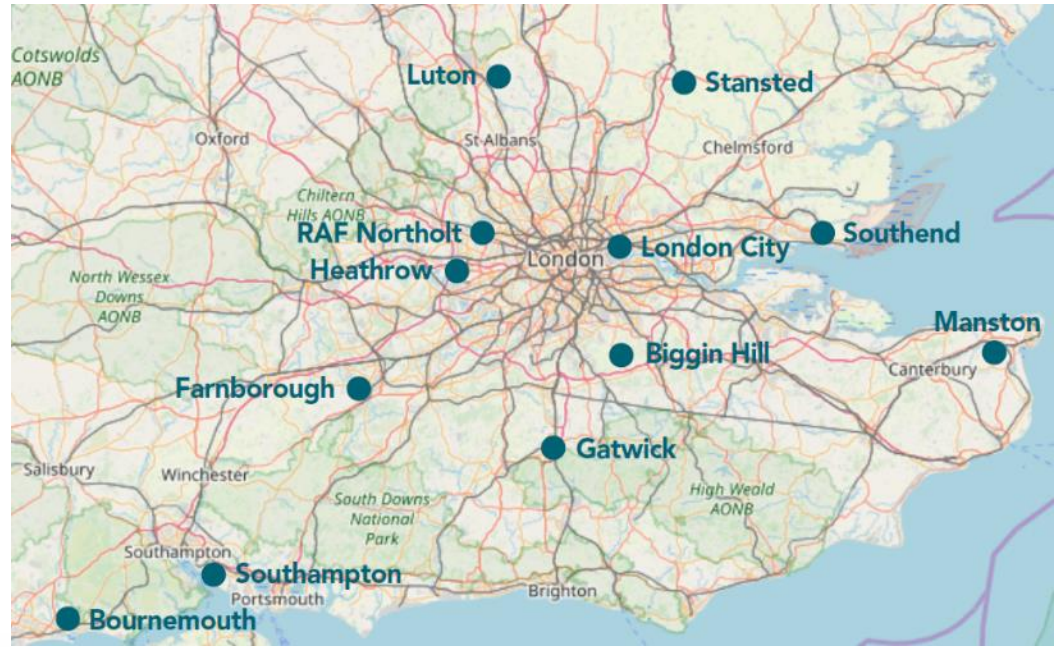 Cotswolds
AONB
Luton
Stansted
Oxford
St Albans
Chelmsford
Chiltern
Hills AONB
RAF Northolt
London City
Southend
London
Heathrow
North Wessex
Downs
AONB
Manston
Biggin Hill
Canterbury
Farnborough
Gatwick
Salisbury
Winchester
South Downs
National
Park
High Weald
AONB
Southampton
Southampton
Portsmouth
Brighton
Bournemouth